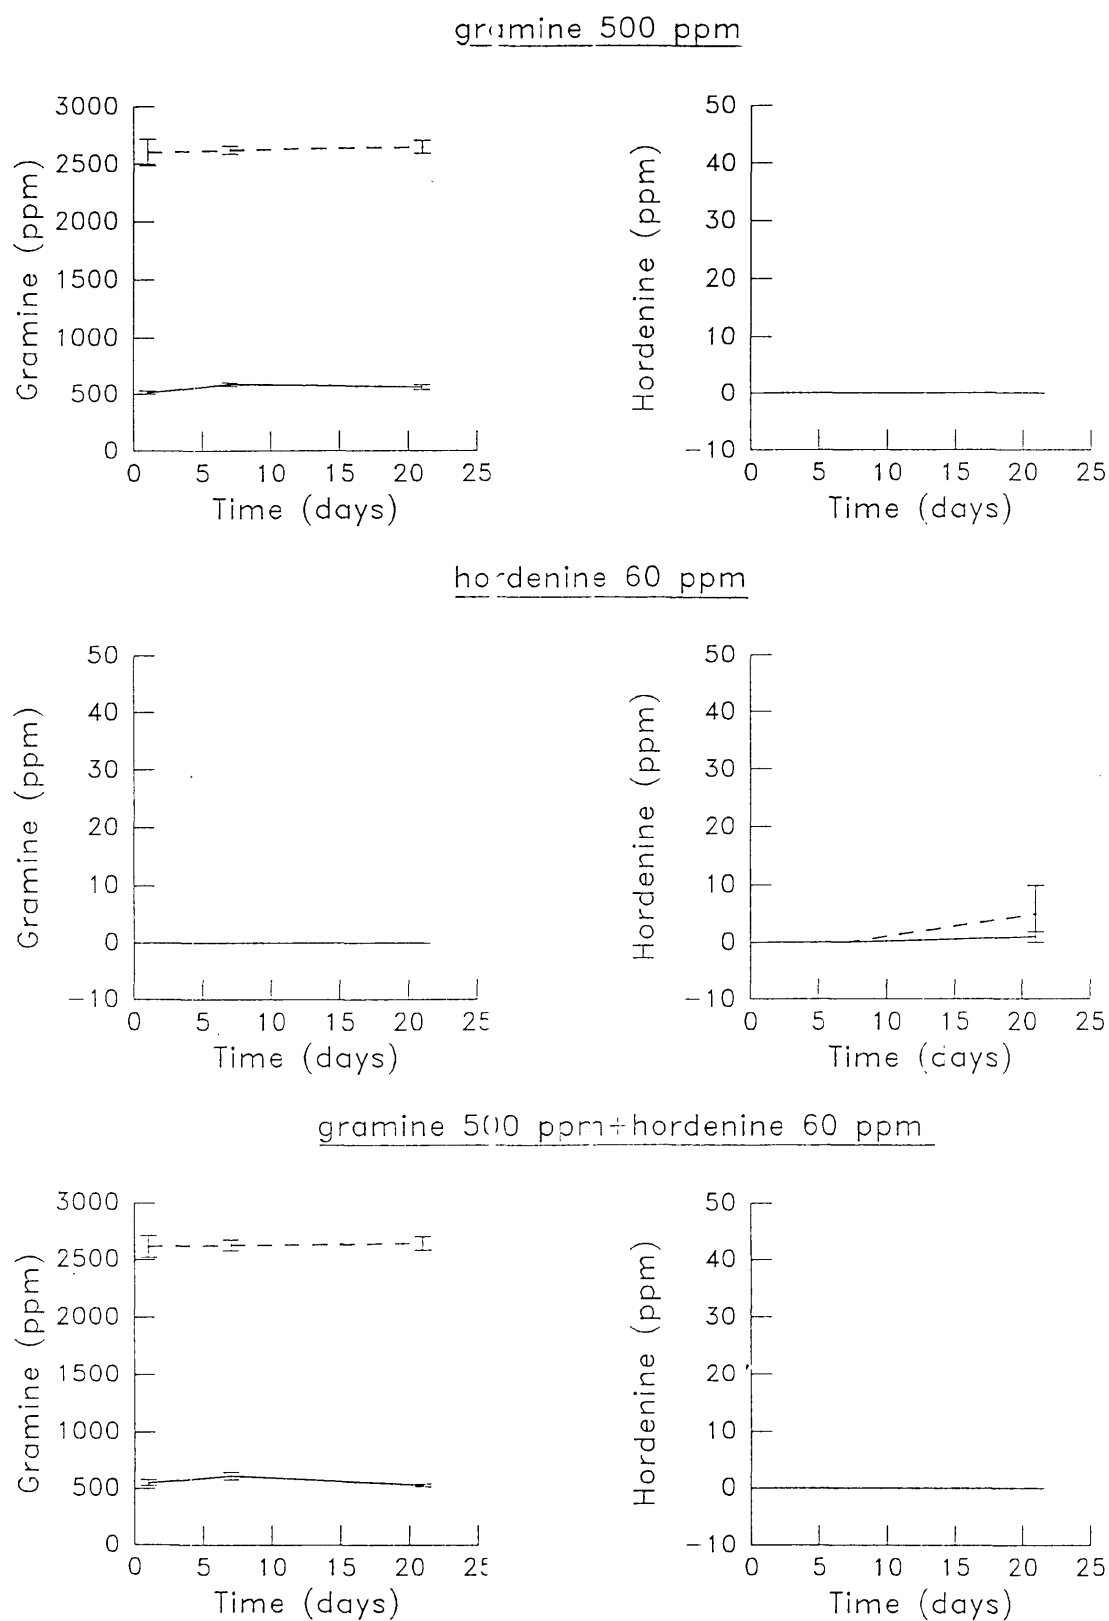 gramine 500 ppm
Gramine (ppm)
3000
2500
2000
1500
1000
500
0
0 5 10 15 20 25
Time (days)
Hordenine (ppm)
50
40
30
20
10
0
−10
0 5 10 15 20 25
Time (days)
hordenine 60 ppm
Gramine (ppm)
50
40
30
20
10
0
−10
0 5 10 15 20 25
Time (days)
Hordenine (ppm)
50
40
30
20
10
0
−10
0 5 10 15 20 25
Time (days)
gramine 500 ppm+hordenine 60 ppm
Gramine (ppm)
3000
2500
2000
1500
1000
500
0
0 5 10 15 20 25
Time (days)
Hordenine (ppm)
50
40
30
20
10
0
−10
0 5 10 15 20 25
Time (days)